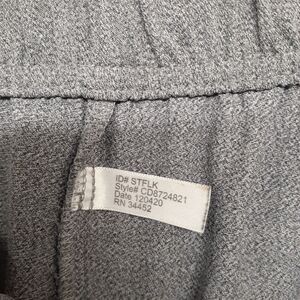 ID# STFLK
Style# CD8724821
Date 120420
RN 34452